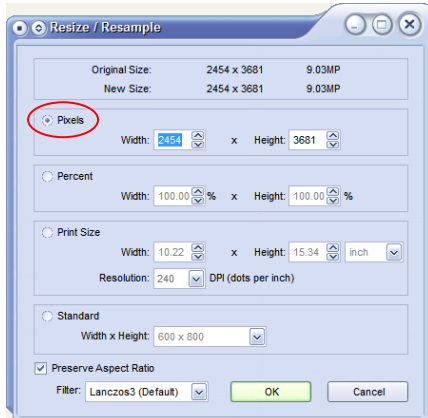 Resize / Resample
Original Size: 2454 x 3681 9.03MP
New Size: 2454 x 3681 9.03MP
Pixels
Width: 2454 x Height: 3681
Percent
Width: 100.00 % x Height: 100.00 %
Print Size
Width: 10.22 x Height: 15.34 inch
Resolution: 240 DPI (dots per inch)
Standard
Width x Height: 600 x 800
Preserve Aspect Ratio
Filter: Lanczos3 (Default) OK Cancel